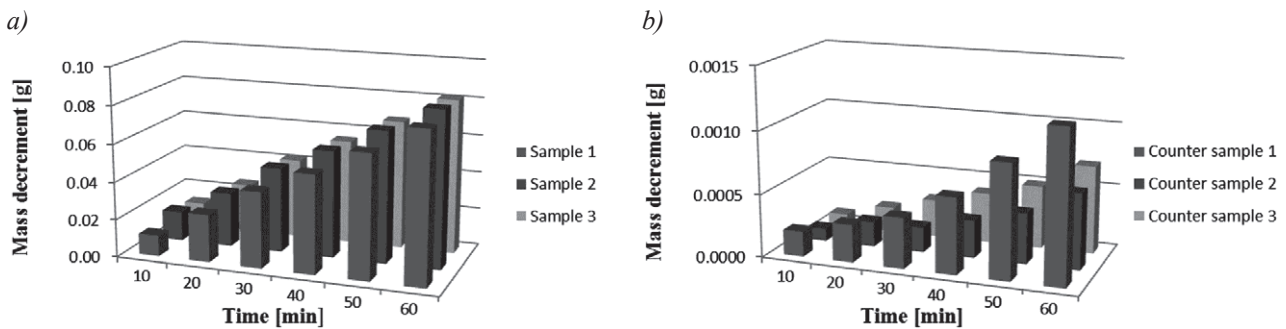 a)
Mass decrement [g]
0.10
0.08
0.06
0.04
0.02
0.00
10 20 30 40 50 60
Time [min]
Sample 1
Sample 2
Sample 3
b)
Mass decrement [g]
0.0015
0.0010
0.0005
0.0000
10 20 30 40 50 60
Time [min]
Counter sample 1
Counter sample 2
Counter sample 3